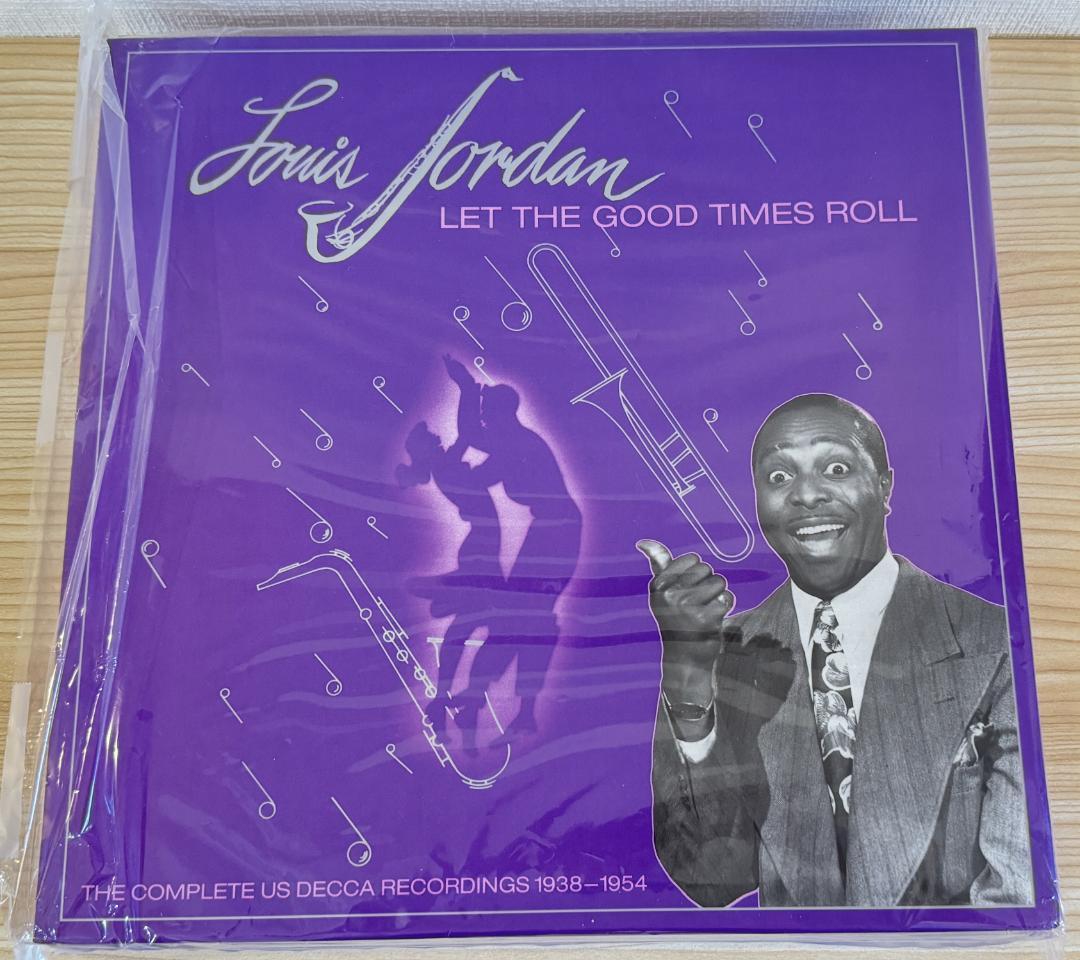 Louis Jordan
LET THE GOOD TIMES ROLL
THE COMPLETE US DECCA RECORDINGS 1938–1954